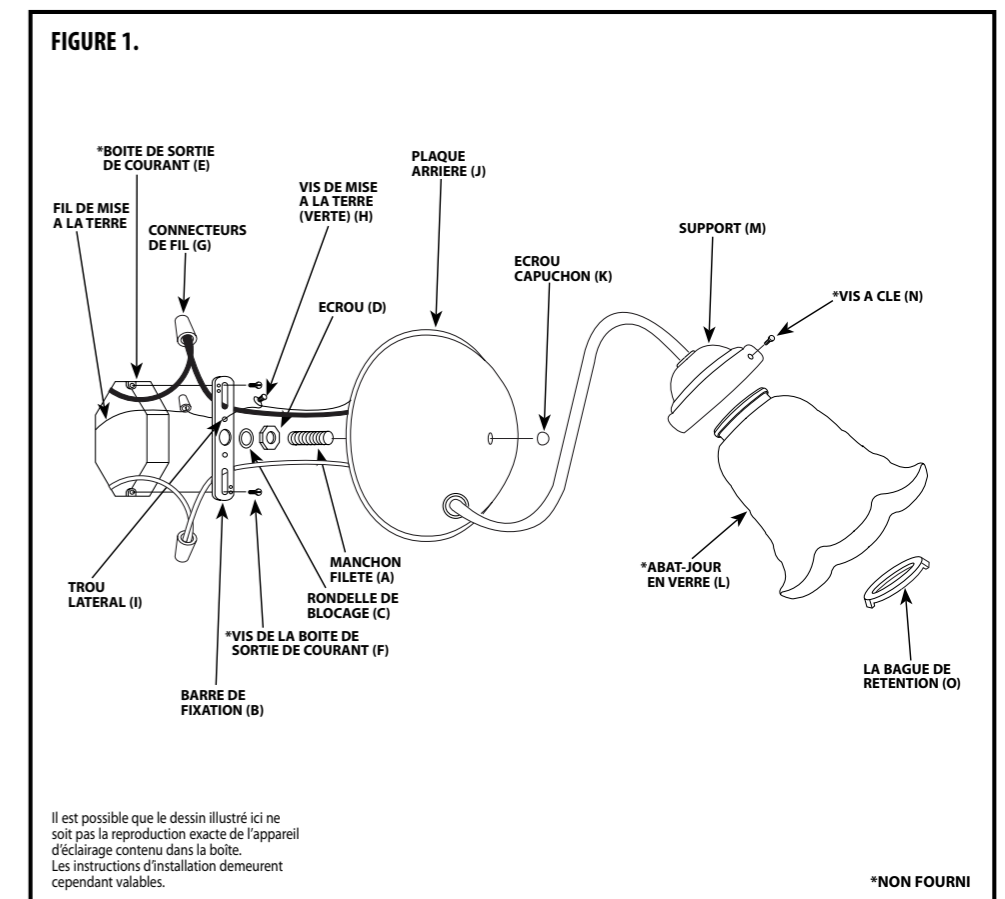 FIGURE 1.
*BOITE DE SORTIE
DE COURANT (E)
FIL DE MISE
A LA TERRE
CONNECTEURS
DE FIL (G)
VIS DE MISE
A LA TERRE
(VERTE) (H)
PLAQUE
ARRIERE (J)
ECROU (D)
ECROU
CAPUCHON (K)
SUPPORT (M)
*VIS A CLE (N)
TROU
LATERAL (I)
MANCHON
FILETE (A)
RONDELLE DE
BLOCAGE (C)
*VIS DE LA BOITE DE
SORTIE DE COURANT (F)
BARRE DE
FIXATION (B)
*ABAT-JOUR
EN VERRE (L)
LA BAGUE DE
RETENTION (O)
Il est possible que le dessin illustré ici ne
soit pas la reproduction exacte de l'appareil
d'éclairage contenu dans la boîte.
Les instructions d'installation demeurent
cependant valables.
*NON FOURNI